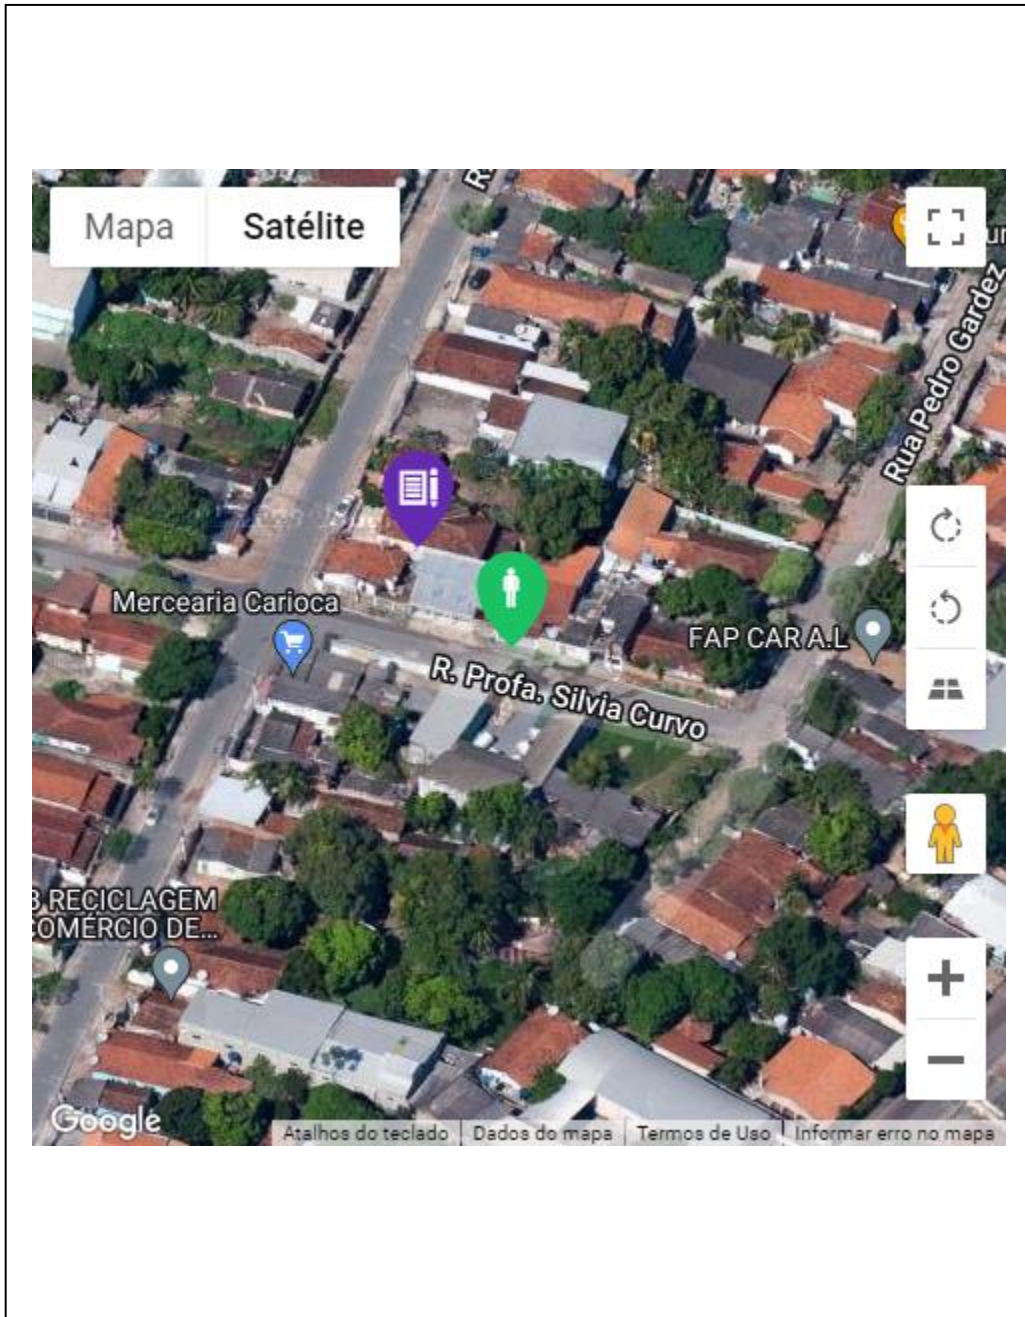 Mapa
Satélite
R.
Rua Pedro Gardez
Mercearia Carioca
FAP CAR A.L
R. Profa. Silvia Curvo
RECICLAGEM
COMÉRCIO DE...
Google
Atalhos do teclado
Dados do mapa
Termos de Uso
Informar erro no mapa